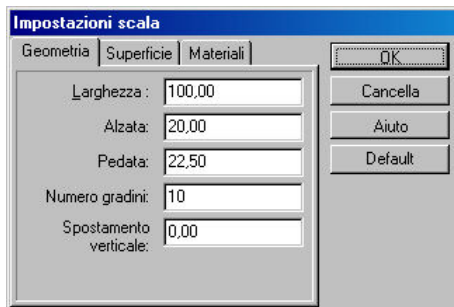 Impostazioni scala
Geometria Superficie Materiali
Larghezza : 100,00
Alzata: 20,00
Pedata: 22,50
Numero gradini: 10
Spostamento
verticale: 0,00
OK
Cancella
Aiuto
Default